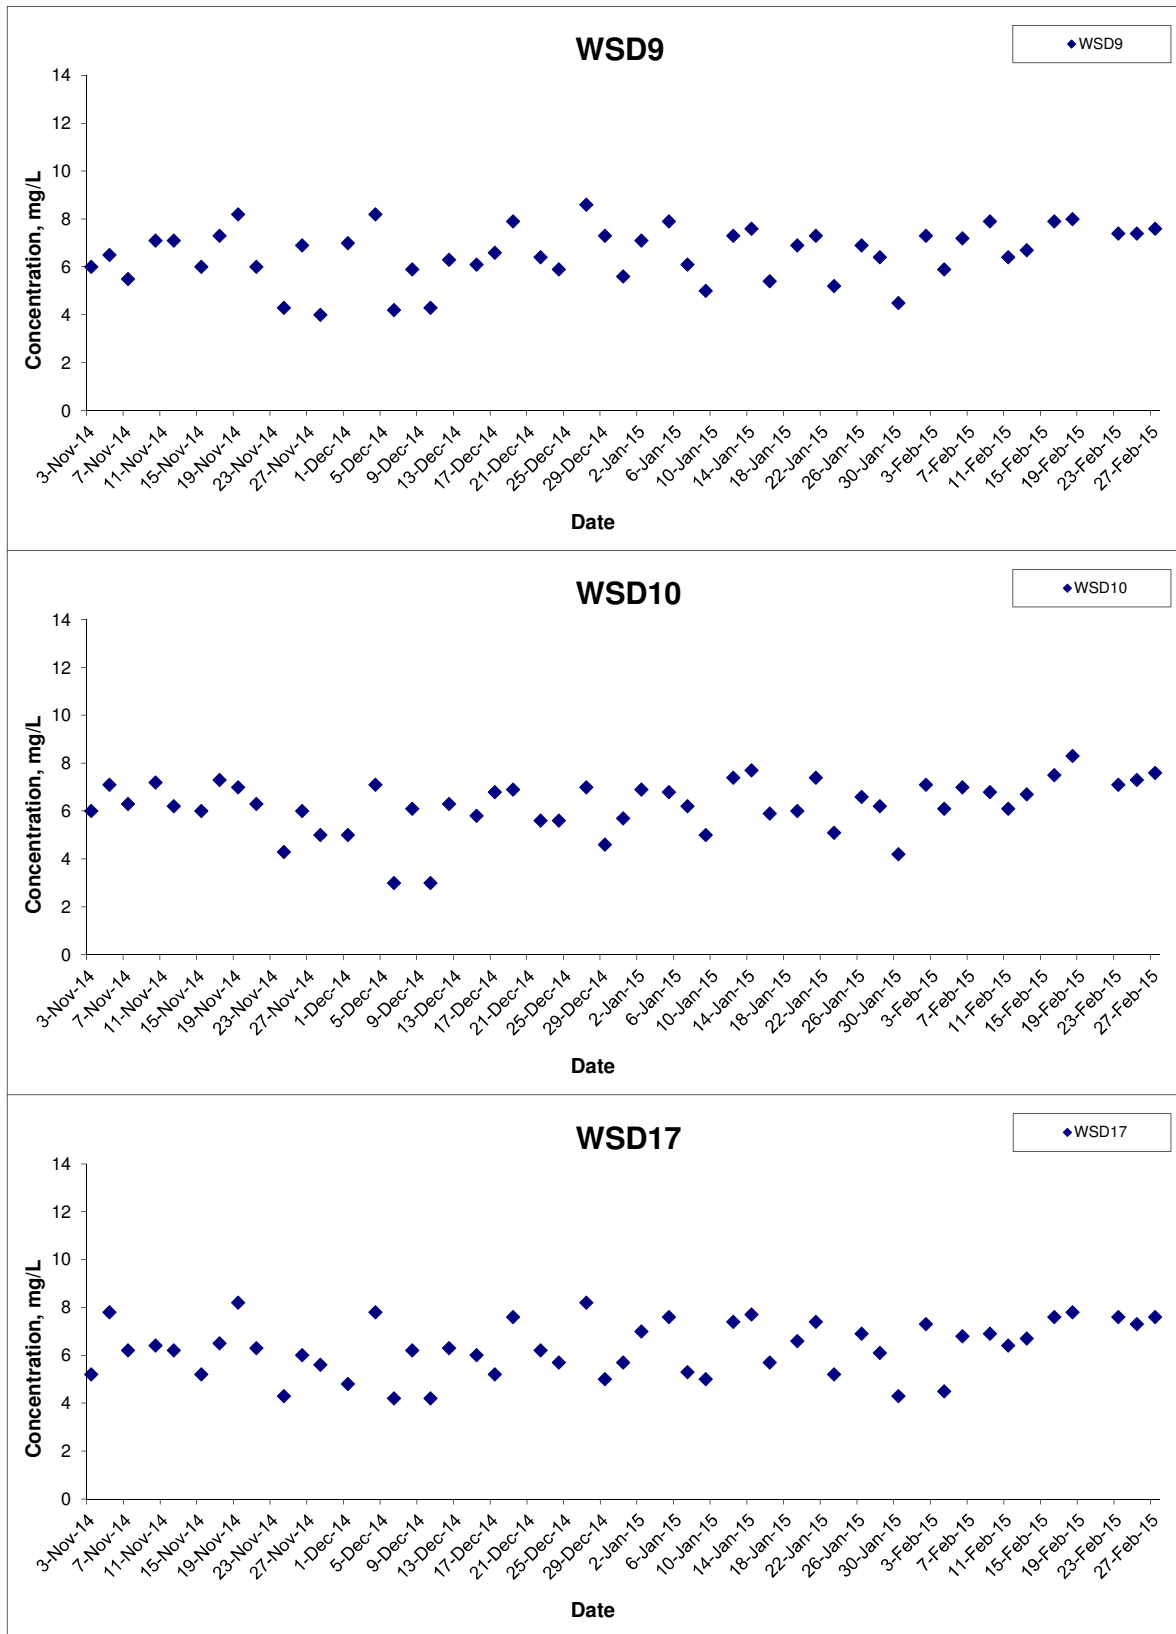 WSD9
WSD9
Concentration, mg/L
14
12
10
8
6
4
2
0
3-Nov-14 7-Nov-14 11-Nov-14 15-Nov-14 19-Nov-14 23-Nov-14 27-Nov-14 1-Dec-14 5-Dec-14 9-Dec-14 13-Dec-14 17-Dec-14 21-Dec-14 25-Dec-14 29-Dec-14 2-Jan-15 6-Jan-15 10-Jan-15 14-Jan-15 18-Jan-15 22-Jan-15 26-Jan-15 30-Jan-15 3-Feb-15 7-Feb-15 11-Feb-15 15-Feb-15 19-Feb-15 23-Feb-15 27-Feb-15
Date
WSD10
WSD10
Concentration, mg/L
14
12
10
8
6
4
2
0
3-Nov-14 7-Nov-14 11-Nov-14 15-Nov-14 19-Nov-14 23-Nov-14 27-Nov-14 1-Dec-14 5-Dec-14 9-Dec-14 13-Dec-14 17-Dec-14 21-Dec-14 25-Dec-14 29-Dec-14 2-Jan-15 6-Jan-15 10-Jan-15 14-Jan-15 18-Jan-15 22-Jan-15 26-Jan-15 30-Jan-15 3-Feb-15 7-Feb-15 11-Feb-15 15-Feb-15 19-Feb-15 23-Feb-15 27-Feb-15
Date
WSD17
WSD17
Concentration, mg/L
14
12
10
8
6
4
2
0
3-Nov-14 7-Nov-14 11-Nov-14 15-Nov-14 19-Nov-14 23-Nov-14 27-Nov-14 1-Dec-14 5-Dec-14 9-Dec-14 13-Dec-14 17-Dec-14 21-Dec-14 25-Dec-14 29-Dec-14 2-Jan-15 6-Jan-15 10-Jan-15 14-Jan-15 18-Jan-15 22-Jan-15 26-Jan-15 30-Jan-15 3-Feb-15 7-Feb-15 11-Feb-15 15-Feb-15 19-Feb-15 23-Feb-15 27-Feb-15
Date